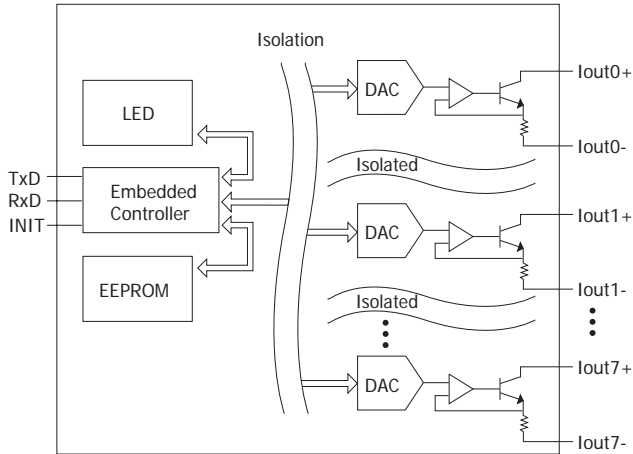 Isolation
LED
TxD
RxD
INIT
Embedded
Controller
EEPROM
DAC
Iout0+
Iout0-
Isolated
DAC
Iout1+
Iout1-
Isolated
DAC
Iout7+
Iout7-